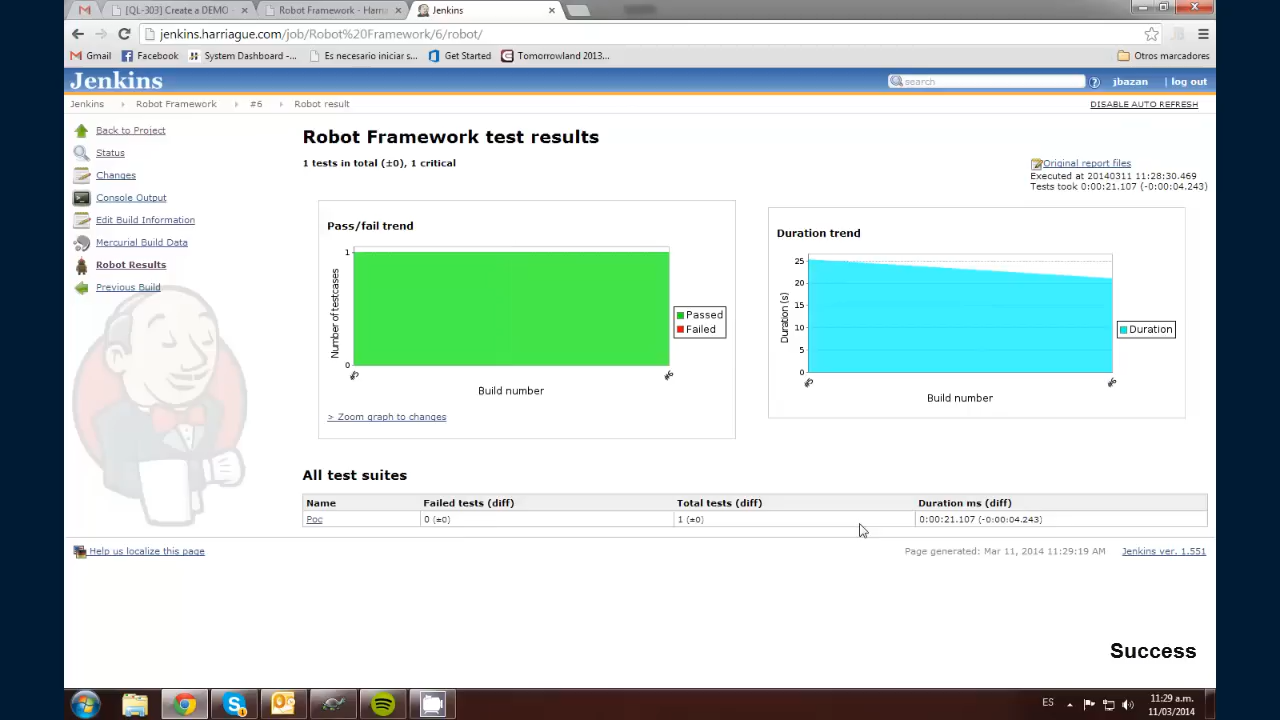 [QL-303] Create a DEMO
Robot Framework - Harria
Jenkins
jenkins.harriague.com/job/Robot%20Framework/6/robot/
Gmail
Facebook
System Dashboard -...
Es necesario iniciar s...
Get Started
Tomorrowland 2013...
Otros marcadores
Jenkins
search
jbazan
| log out
Jenkins
Robot Framework
#6
Robot result
DISABLE AUTO REFRESH
Back to Project
Status
Changes
Console Output
Edit Build Information
Mercurial Build Data
Robot Results
Previous Build
Robot Framework test results
1 tests in total (±0), 1 critical
Original report files
Executed at 20140311 11:28:30.469
Tests took 0:00:21.107 (-0:00:04.243)
Pass/fail trend
1
0
Number of testcases
#5
#6
Build number
Passed
Failed
> Zoom graph to changes
Duration trend
25
20
15
10
5
0
Duration (s)
#5
#6
Build number
Duration
All test suites
Name Failed tests (diff) Total tests (diff) Duration ms (diff)
Poc 0 (±0) 1 (±0) 0:00:21.107 (-0:00:04.243)
Help us localize this page
Page generated: Mar 11, 2014 11:29:19 AM
Jenkins ver. 1.551
Success
ES
11:29 a.m.
11/03/2014